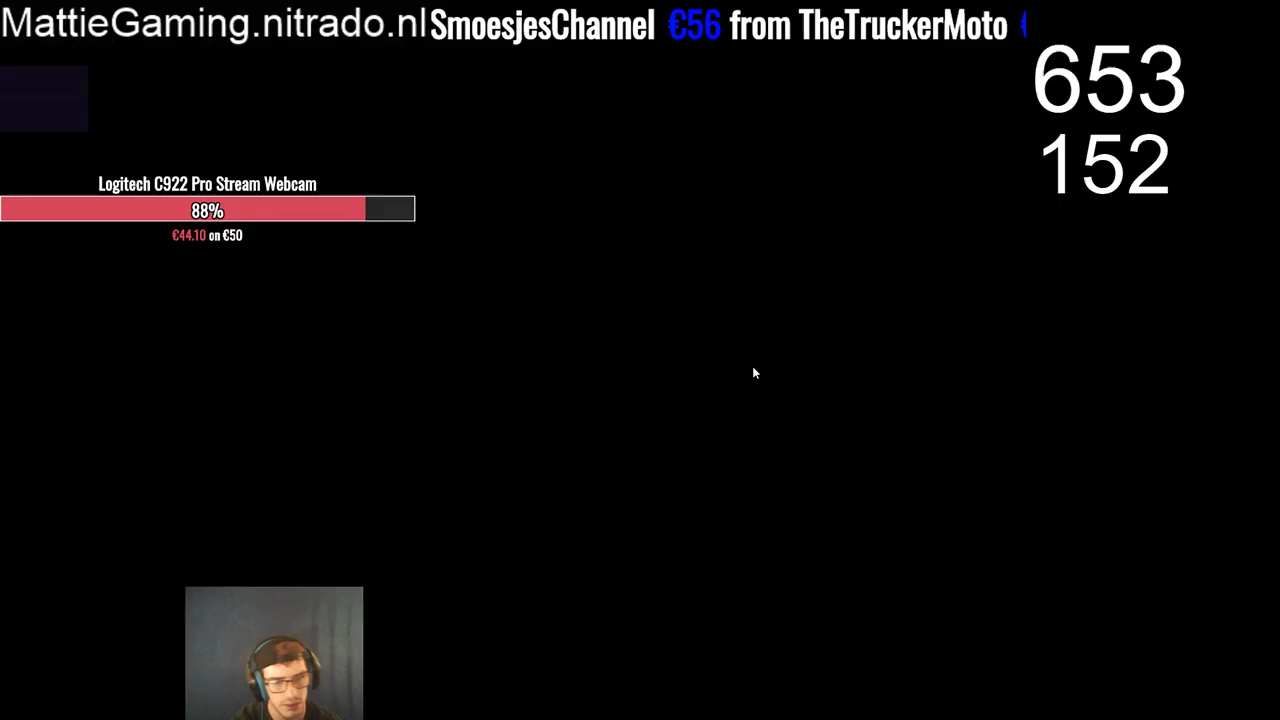 MattieGaming.nitrado.nl
SmoesjesChannel €56 from TheTruckerMoto
653
152
Logitech C922 Pro Stream Webcam
88%
€44.10 on €50